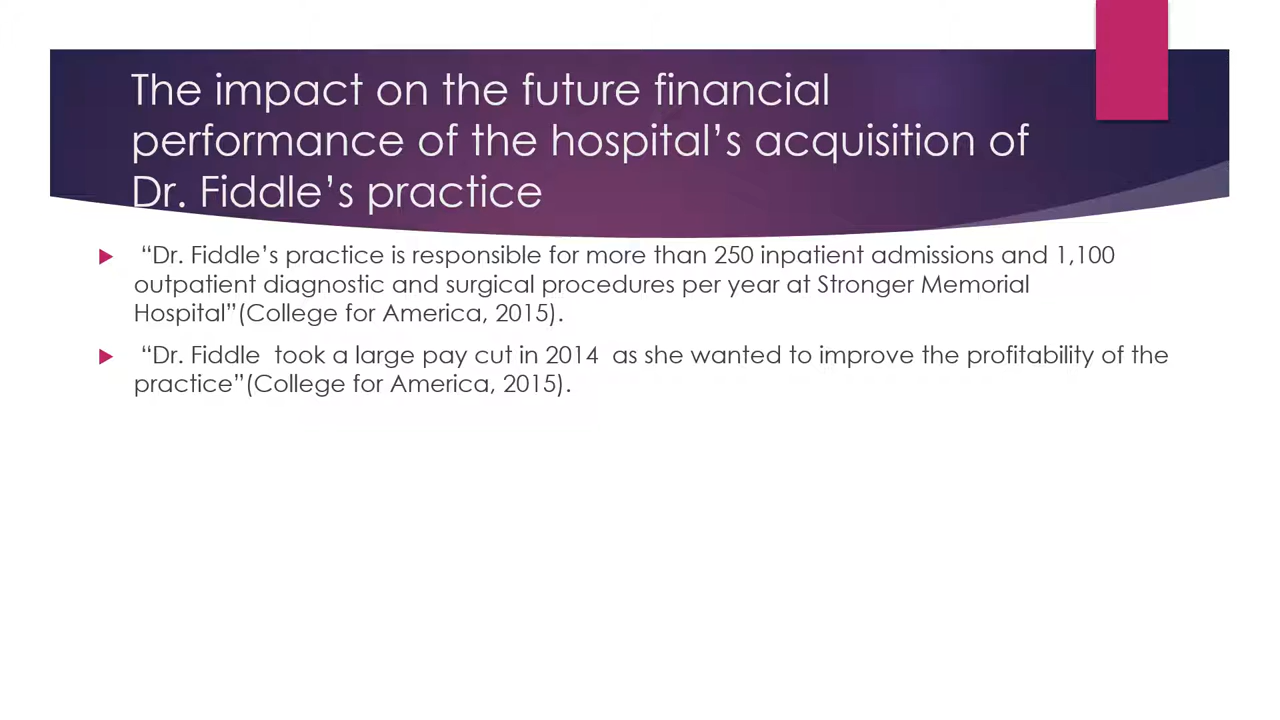 The impact on the future financial
performance of the hospital’s acquisition of
Dr. Fiddle’s practice
“Dr. Fiddle’s practice is responsible for more than 250 inpatient admissions and 1,100
outpatient diagnostic and surgical procedures per year at Stronger Memorial
Hospital”(College for America, 2015).
“Dr. Fiddle  took a large pay cut in 2014  as she wanted to improve the profitability of the
practice”(College for America, 2015).